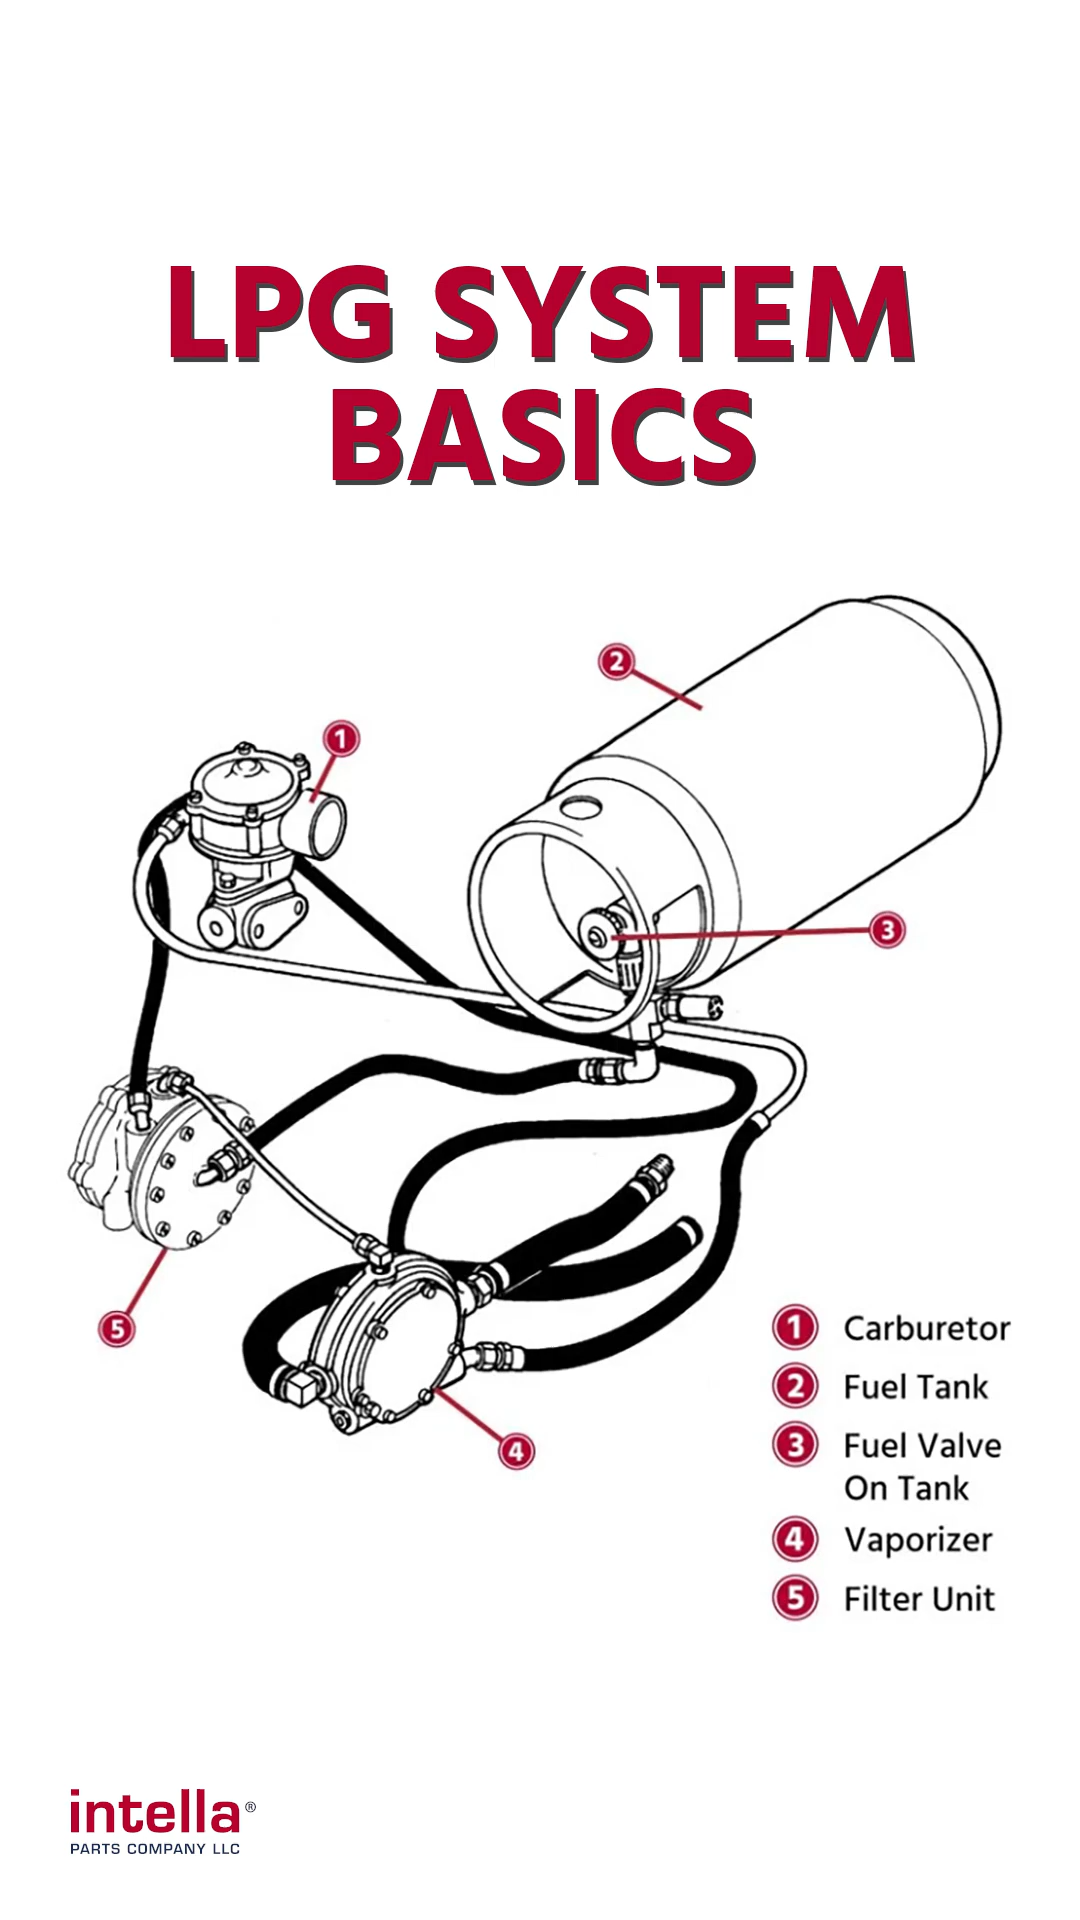 LPG SYSTEM
BASICS
2
1
3
5
4
1 Carburetor
2 Fuel Tank
3 Fuel Valve
On Tank
4 Vaporizer
5 Filter Unit
intella®
PARTS COMPANY LLC